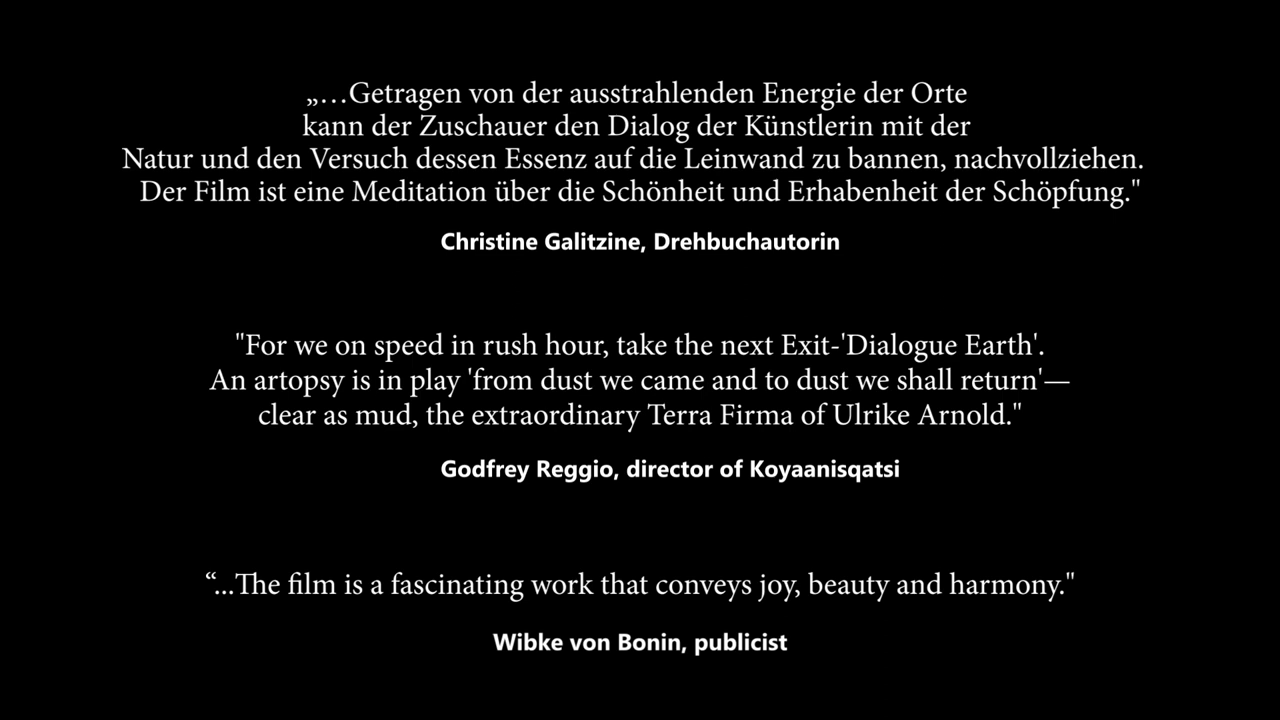 „…Getragen von der ausstrahlenden Energie der Orte
kann der Zuschauer den Dialog der Künstlerin mit der
Natur und den Versuch dessen Essenz auf die Leinwand zu bannen, nachvollziehen.
Der Film ist eine Meditation über die Schönheit und Erhabenheit der Schöpfung."
Christine Galitzine, Drehbuchautorin
"For we on speed in rush hour, take the next Exit-'Dialogue Earth'.
An artopsy is in play 'from dust we came and to dust we shall return'—
clear as mud, the extraordinary Terra Firma of Ulrike Arnold."
Godfrey Reggio, director of Koyaanisqatsi
“...The film is a fascinating work that conveys joy, beauty and harmony."
Wibke von Bonin, publicist